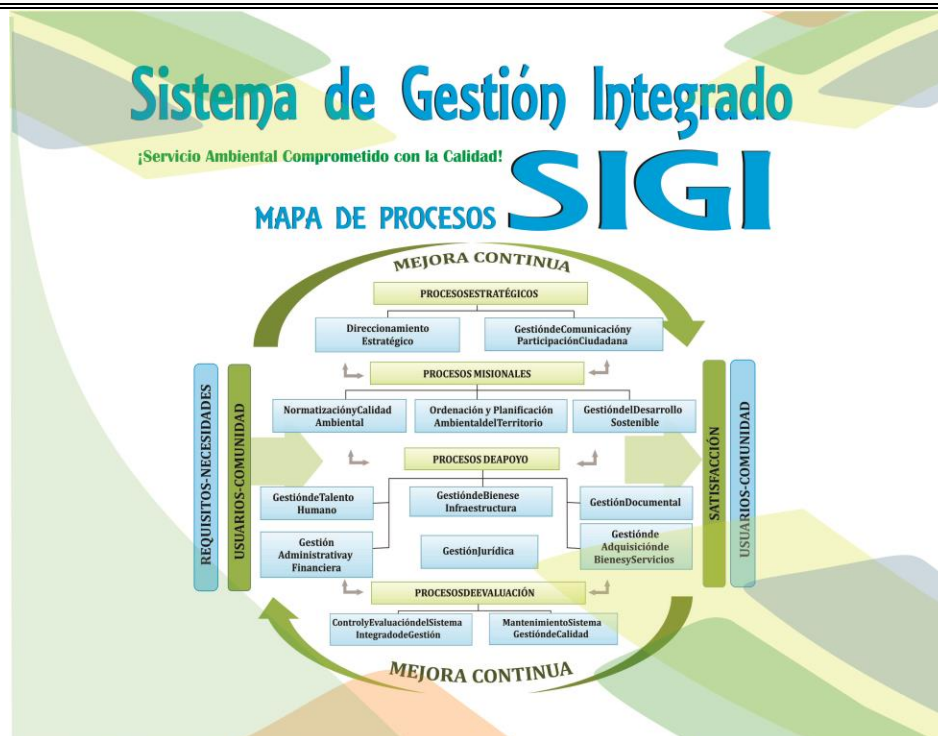 Sistema de Gestión Integrado
¡Servicio Ambiental Comprometido con la Calidad!
SIGI
MAPA DE PROCESOS
MEJORA CONTINUA
PROCESOSESTRATÉGICOS
Direccionamiento
Estratégico
GestióndeComunicacióny
ParticipaciónCiudadana
PROCESOS MISIONALES
NormatizaciónyCalidad
Ambiental
Ordenación y Planificación
AmbientaldelTerritorio
GestióndelDesarrollo
Sostenible
REQUISITOS-NECESIDADES
USUARIOS-COMUNIDAD
PROCESOS DEAPOYO
GestióndeTalento
Humano
GestióndeBienese
Infraestructura
GestiónDocumental
Gestión
Administrativay
Financiera
GestiónJurídica
Gestiónde
Adquisiciónde
BienesyServicios
SATISFACCIÓN
USUARIOS-COMUNIDAD
PROCESOSDEEVALUACIÓN
ControlyEvaluacióndelSistema
IntegradodeGestión
MantenimientoSistema
GestióndeCalidad
MEJORA CONTINUA